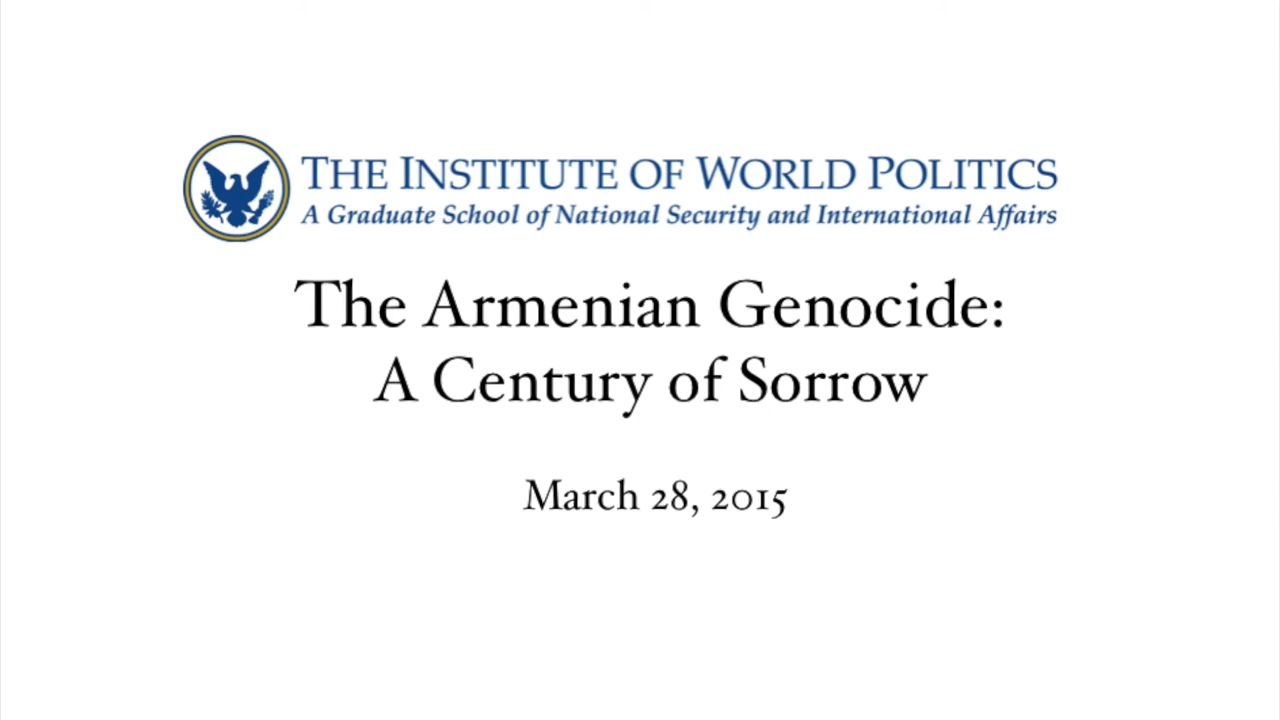 THE INSTITUTE OF WORLD POLITICS
A Graduate School of National Security and International Affairs
The Armenian Genocide:
A Century of Sorrow
March 28, 2015